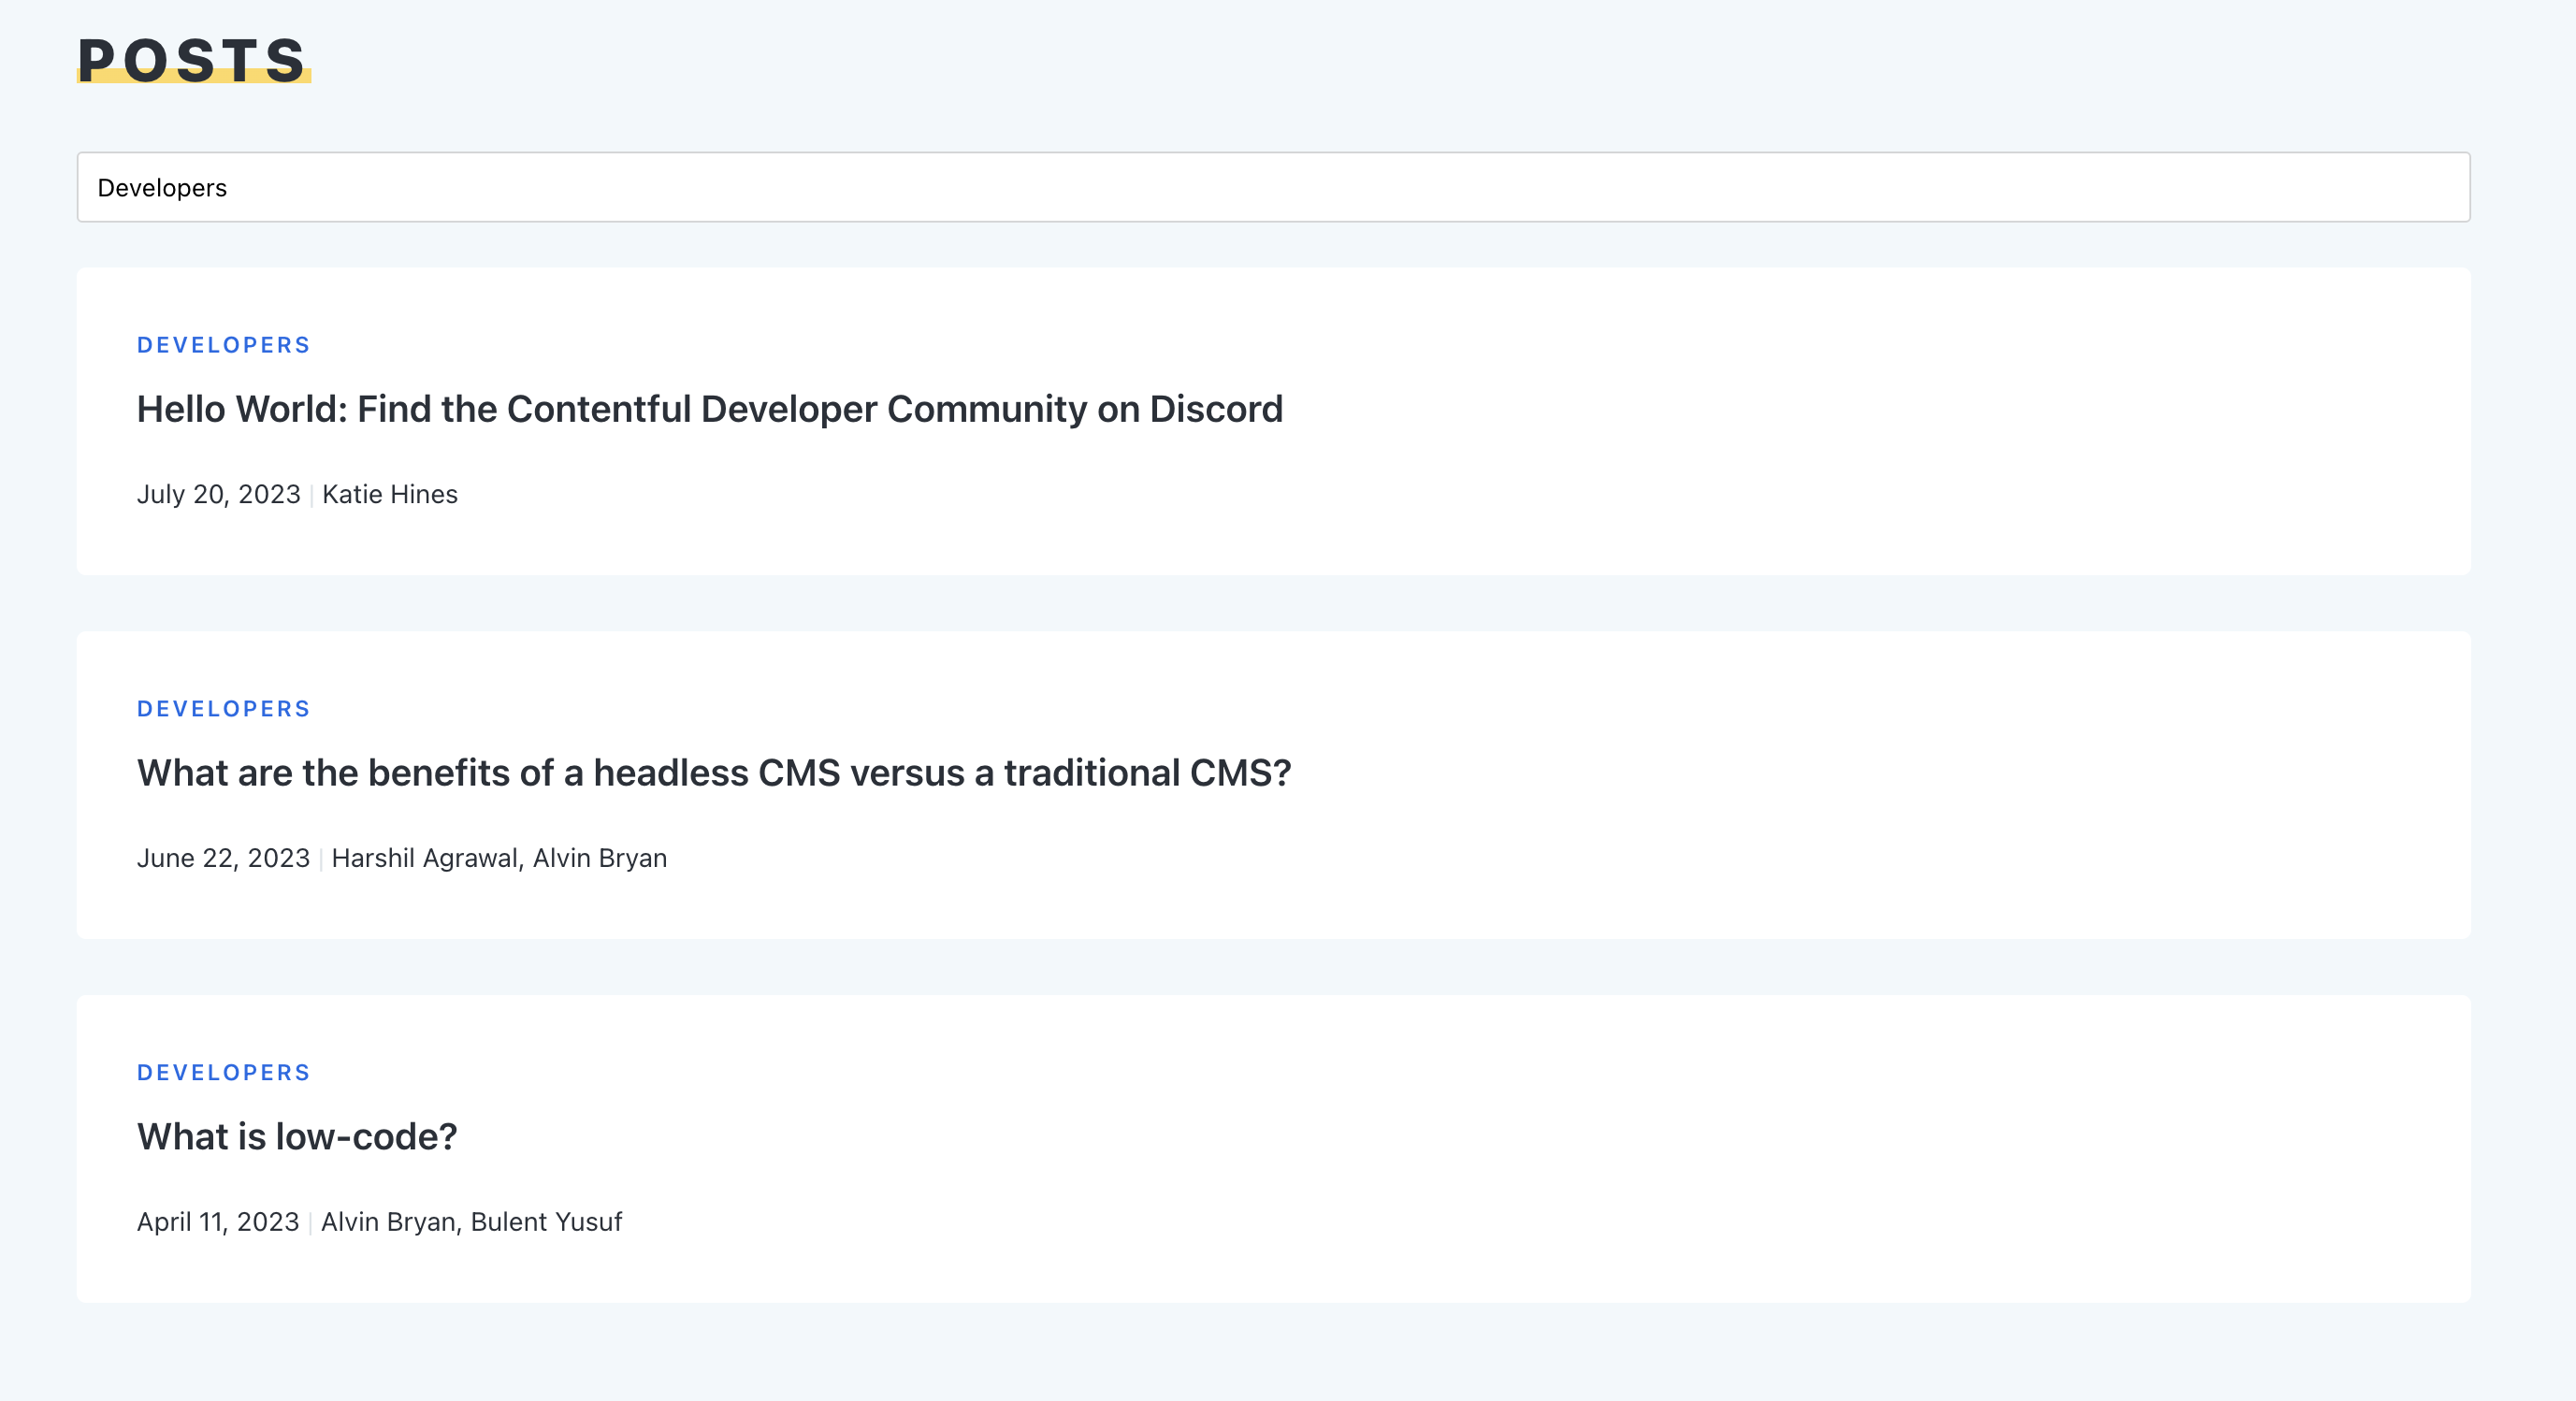 POSTS
Developers
DEVELOPERS
Hello World: Find the Contentful Developer Community on Discord
July 20, 2023 | Katie Hines
DEVELOPERS
What are the benefits of a headless CMS versus a traditional CMS?
June 22, 2023 | Harshil Agrawal, Alvin Bryan
DEVELOPERS
What is low-code?
April 11, 2023 | Alvin Bryan, Bulent Yusuf